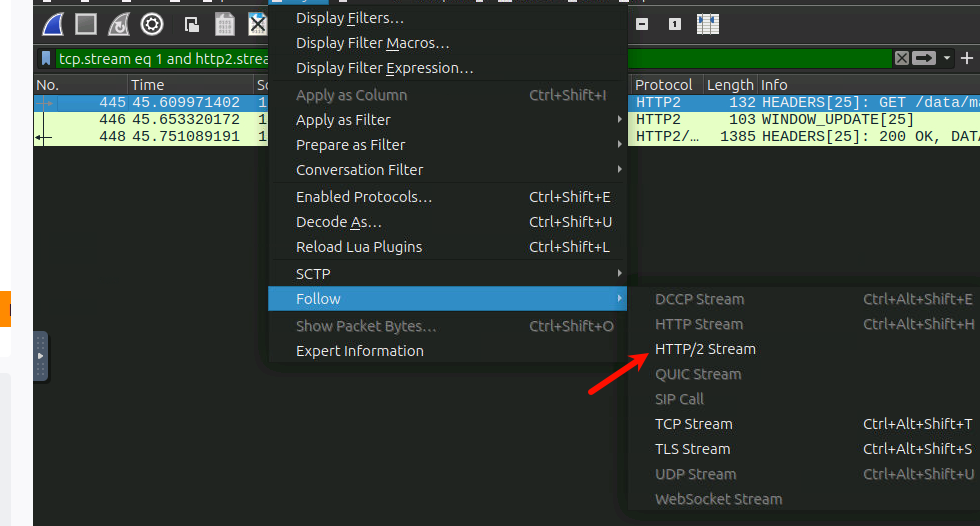 Display Filters…
Display Filter Macros…
Display Filter Expression…
tcp.stream eq 1 and http2.strea
Apply as Column Ctrl+Shift+I
Apply as Filter
Prepare as Filter
Conversation Filter
Enabled Protocols… Ctrl+Shift+E
Decode As… Ctrl+Shift+U
Reload Lua Plugins Ctrl+Shift+L
SCTP
Follow
Show Packet Bytes… Ctrl+Shift+O
Expert Information
No. Time Protocol Length Info
445 45.609971402 1 HTTP2 132 HEADERS[25]: GET /data/ma
446 45.653320172 1 HTTP2 103 WINDOW_UPDATE[25]
448 45.751089191 1 HTTP2/… 1385 HEADERS[25]: 200 OK, DATA
DCCP Stream Ctrl+Alt+Shift+E
HTTP Stream Ctrl+Alt+Shift+H
HTTP/2 Stream
QUIC Stream
SIP Call
TCP Stream Ctrl+Alt+Shift+T
TLS Stream Ctrl+Alt+Shift+S
UDP Stream Ctrl+Alt+Shift+U
WebSocket Stream